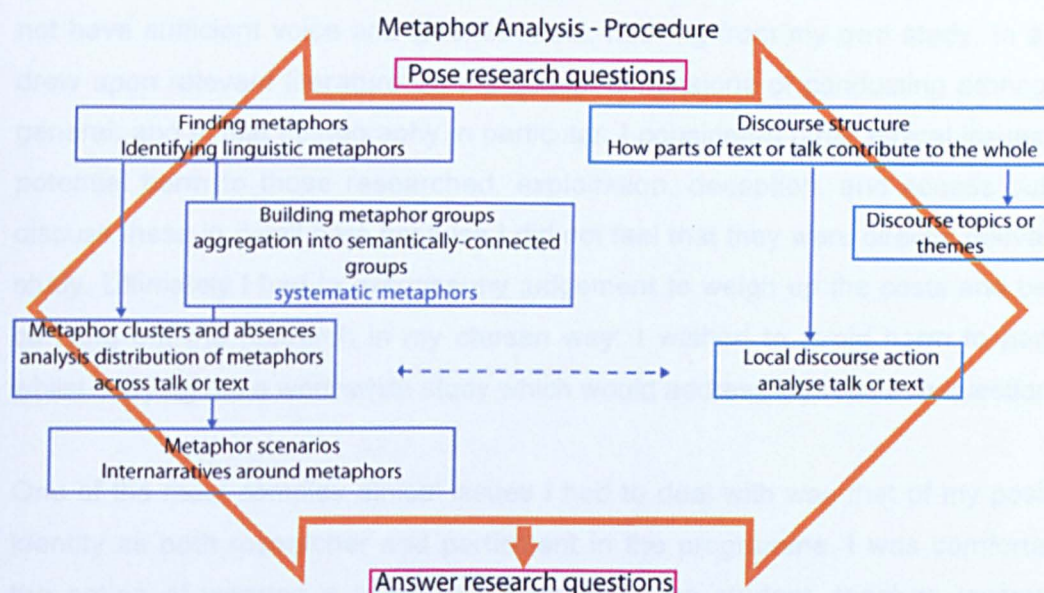 Metaphor Analysis - Procedure
Pose research questions
Finding metaphors
Identifying linguistic metaphors
Discourse structure
How parts of text or talk contribute to the whole
Building metaphor groups
aggregation into semantically-connected
groups
systematic metaphors
Discourse topics or
themes
Metaphor clusters and absences
analysis distribution of metaphors
across talk or text
Local discourse action
analyse talk or text
Metaphor scenarios
Internarratives around metaphors
Answer research questions